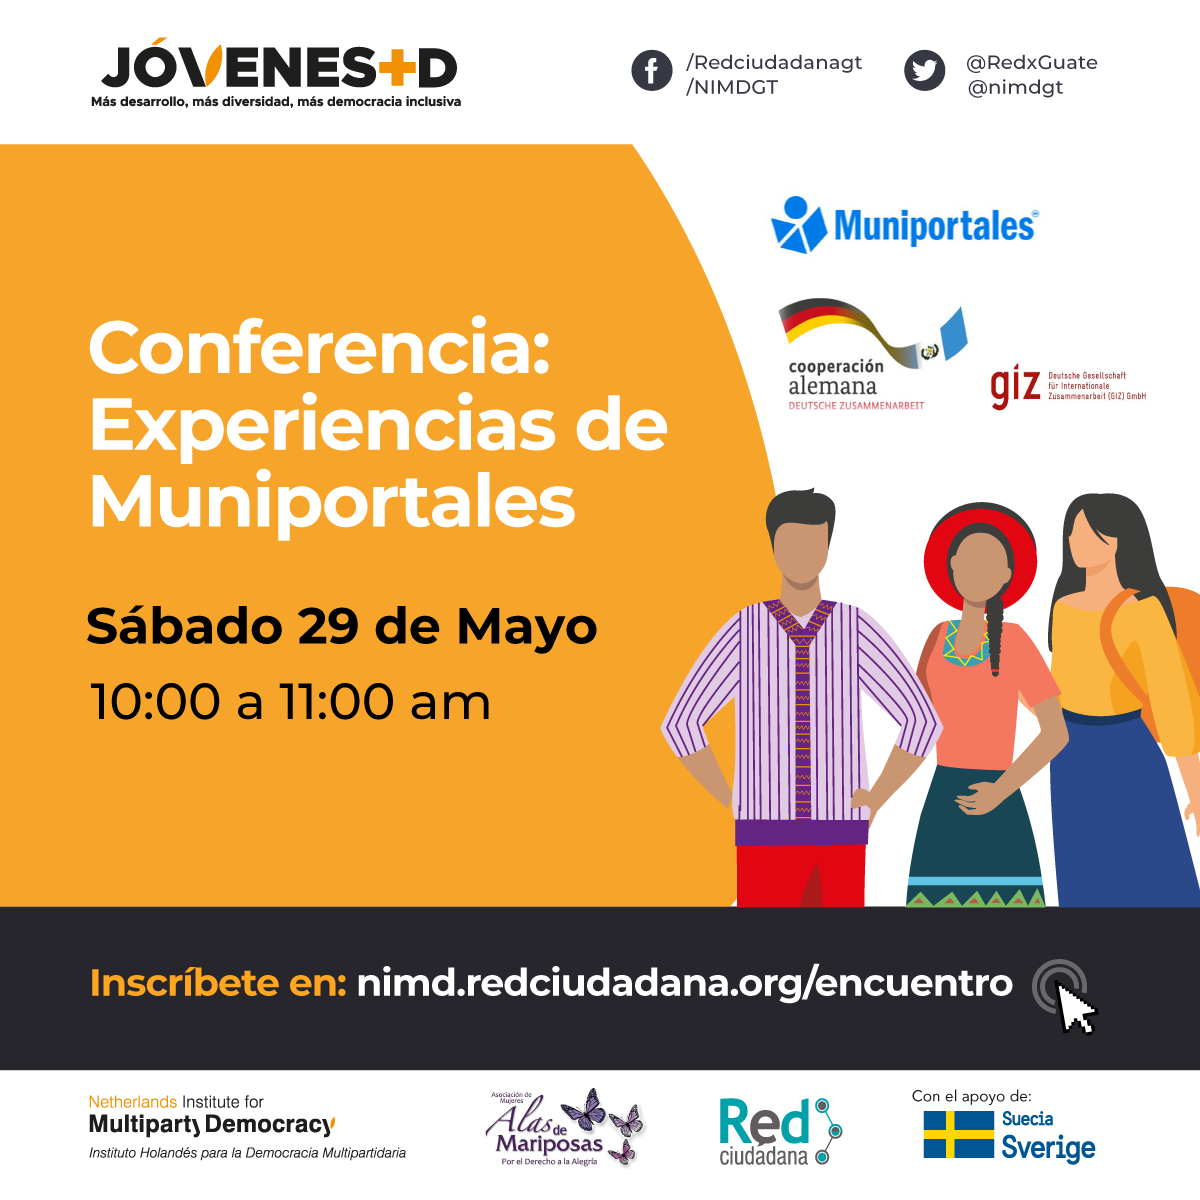 JÓVENES+D
Más desarrollo, más diversidad, más democracia inclusiva
/Redciudadanagt
/NIMDGT
@RedxGuate
@nimdgt
Muniportales
cooperación
alemana
DEUTSCHE ZUSAMMENARBEIT
giz
Deutsche Gesellschaft
für Internationale
Zusammenarbeit (GIZ) GmbH
Conferencia:
Experiencias de
Muniportales
Sábado 29 de Mayo
10:00 a 11:00 am
Inscríbete en: nimd.redciudadana.org/encuentro
Netherlands Institute for
Multiparty Democracy
Instituto Holandés para la Democracia Multipartidaria
Asociación de
Mujeres
Alas de
Mariposas
Por el Derecho a la Alegría
Red
ciudadana
Con el apoyo de:
Suecia
Sverige